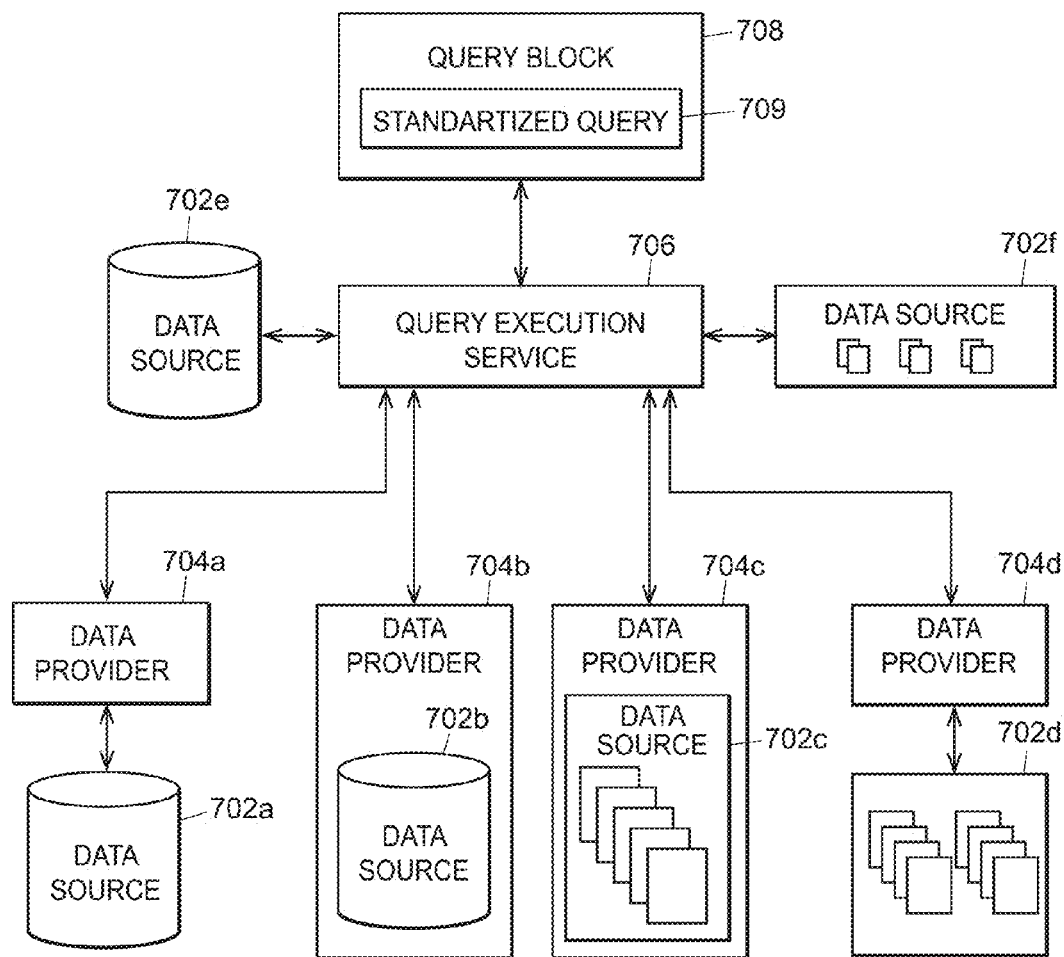 708
QUERY BLOCK
709
STANDARTIZED QUERY
702e
706
702f
DATA
SOURCE
QUERY EXECUTION
SERVICE
DATA SOURCE
704a
704b
704c
704d
DATA
PROVIDER
DATA
PROVIDER
DATA
PROVIDER
DATA
PROVIDER
702b
DATA
SOURCE
702c
702d
702a
DATA
SOURCE
DATA
SOURCE